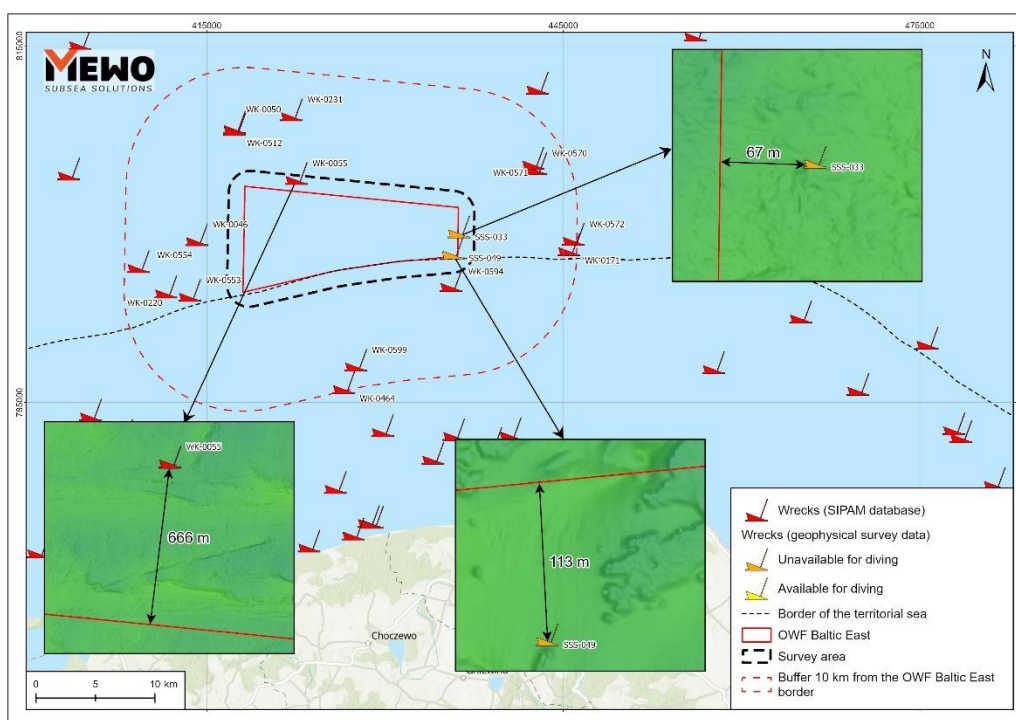 415000
445000
475000
815000
MEWO
SUBSEA SOLUTIONS
N
WK-0231
WK-0050
WK-0512
WK-0055
WK-0570
WK-0571
67 m
SSS-033
WK-0046
SSS-033
WK-0572
WK-0554
SSS-049
WK-0171
WK-0553
WK-0594
WK-0220
WK-0599
785000
WK-0464
WK-0055
666 m
113 m
SSS-049
Choczewo
Wrecks (SIPAM database)
Wrecks (geophysical survey data)
Unavailable for diving
Available for diving
Border of the territorial sea
OWF Baltic East
Survey area
Buffer 10 km from the OWF Baltic East
border
0 5 10 km